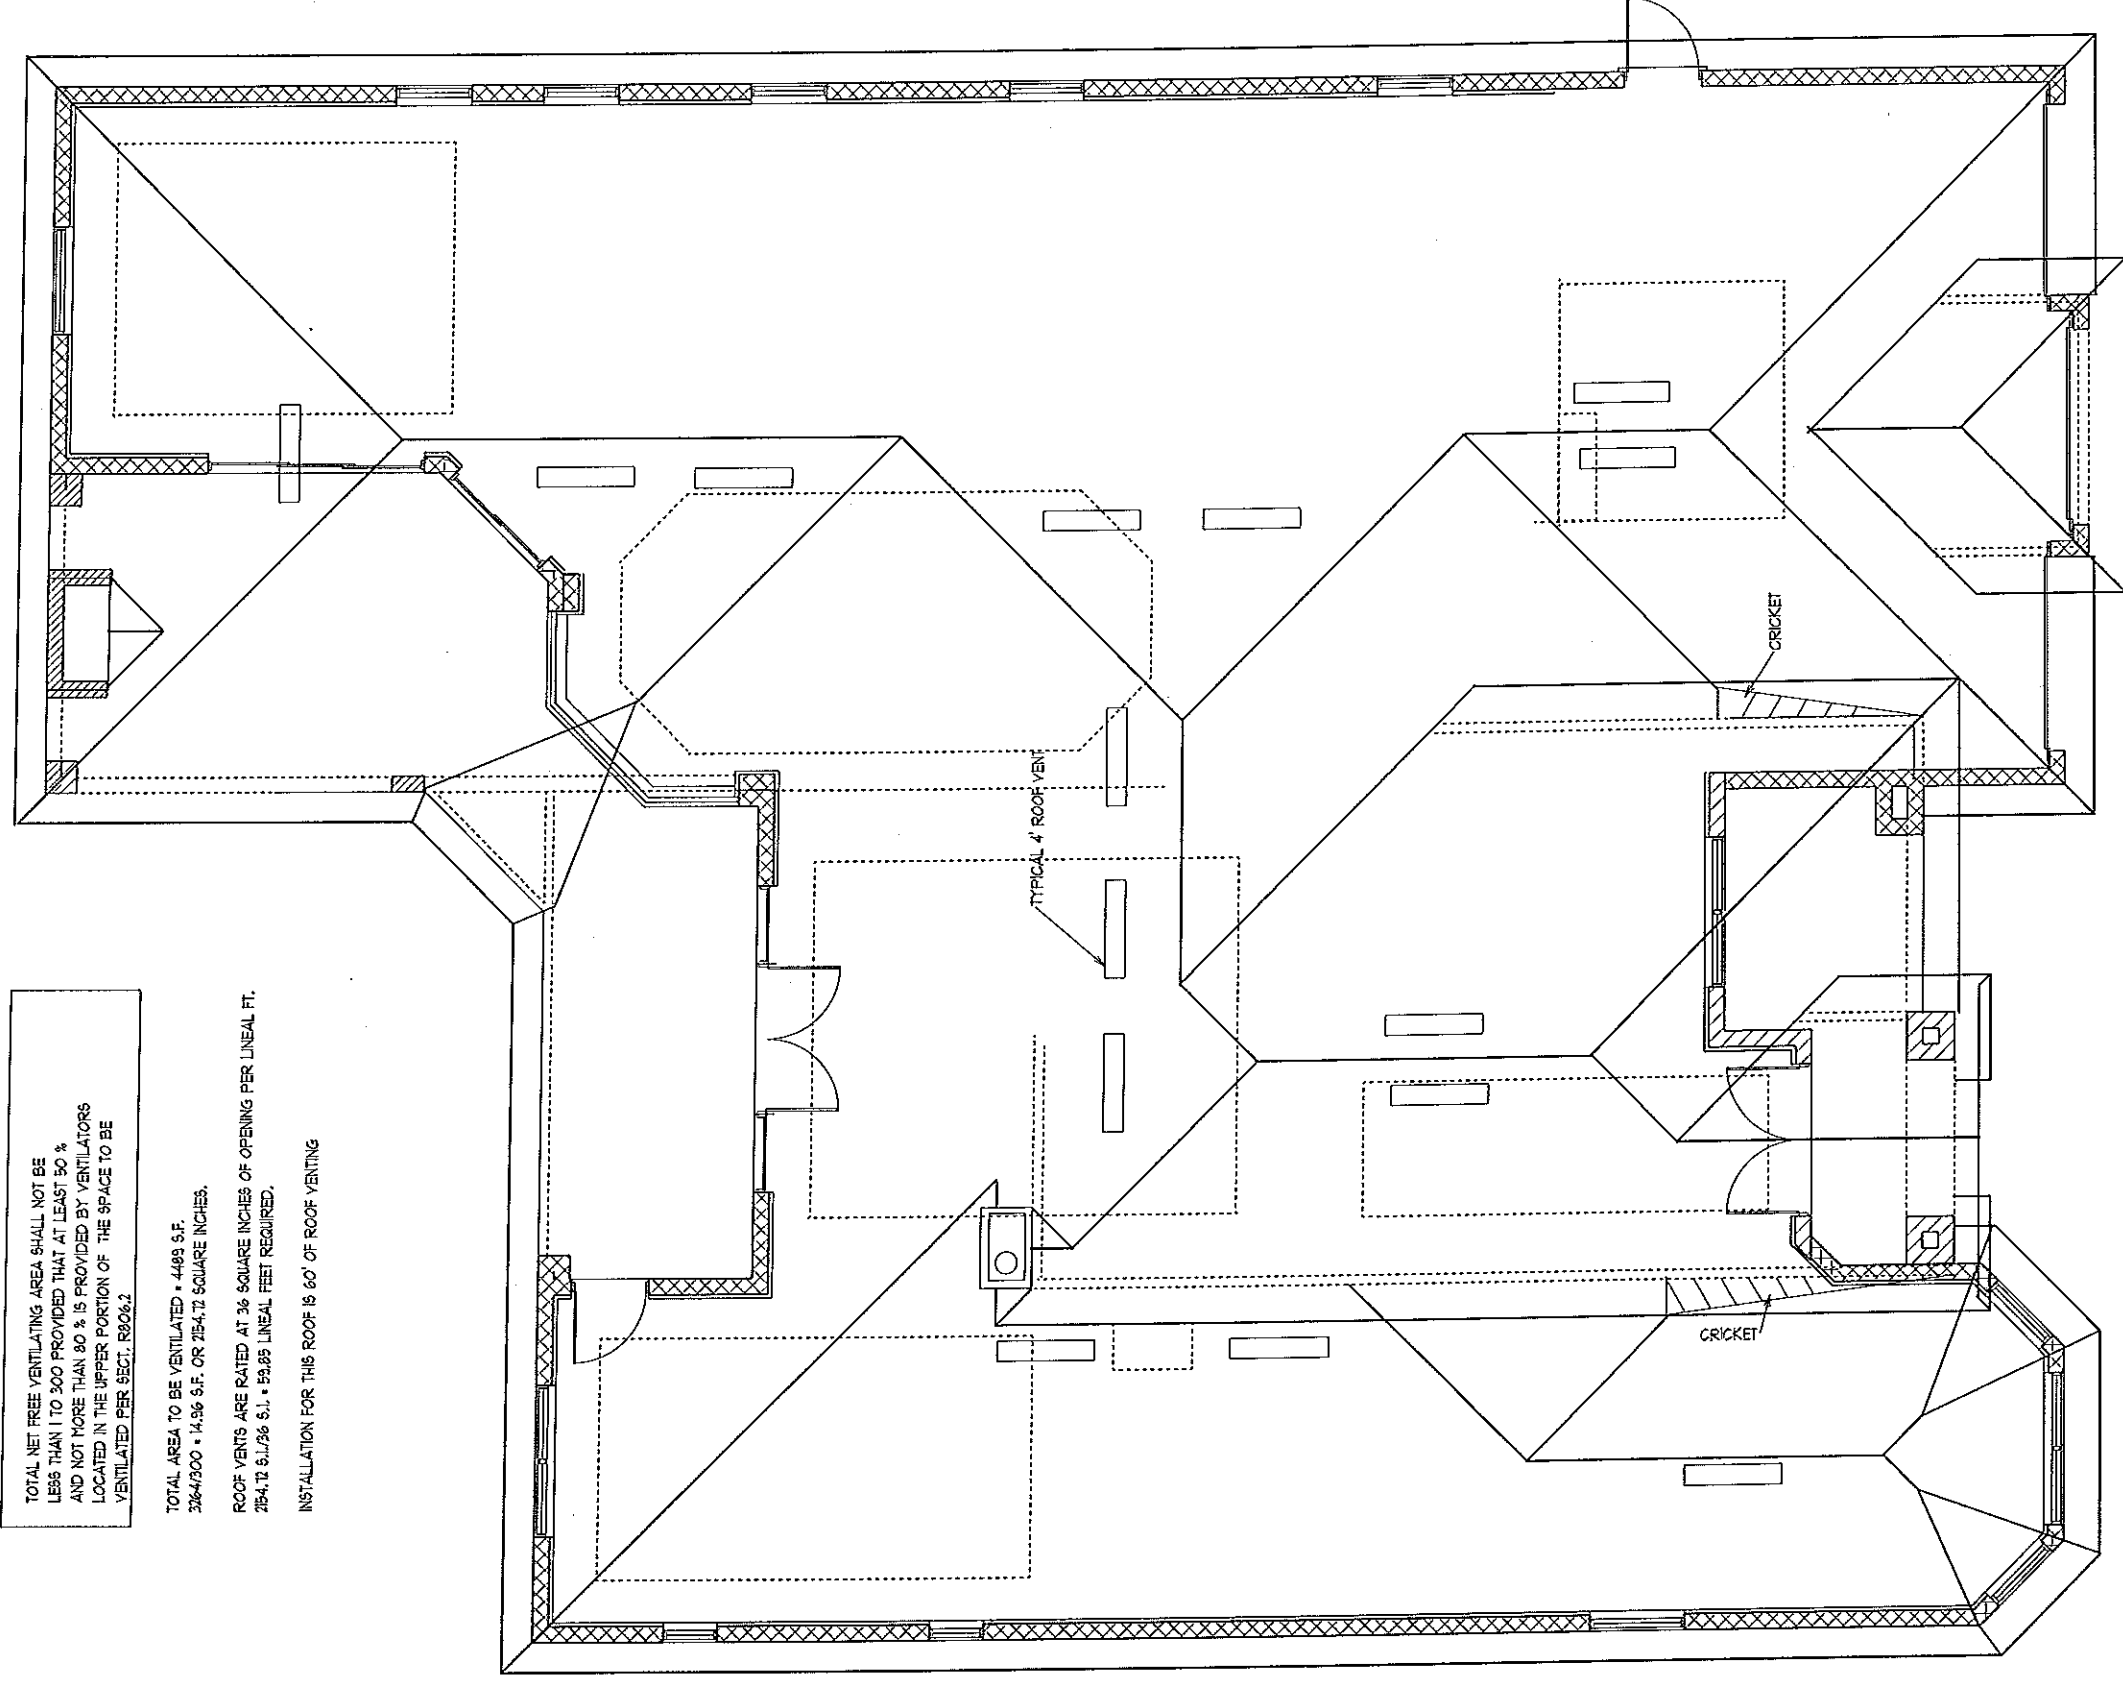 TOTAL NET FREE VENTILATING AREA SHALL NOT BE
LESS THAN 1 TO 300 PROVIDED THAT AT LEAST 50 %
AND NOT MORE THAN 80 % IS PROVIDED BY VENTILATORS
LOCATED IN THE UPPER PORTION OF THE SPACE TO BE
VENTILATED PER SECT. R806.2
TOTAL AREA TO BE VENTILATED = 4489 S.F.
3264/300 = 14.96 S.F. OR 2154.72 SQUARE INCHES.
ROOF VENTS ARE RATED AT 36 SQUARE INCHES OF OPENING PER LINEAL FT.
2154.72 S.I./36 S.I. = 59.85 LINEAL FEET REQUIRED.
INSTALLATION FOR THIS ROOF IS 60' OF ROOF VENTING
TYPICAL 4' ROOF VENT
CRICKET
CRICKET